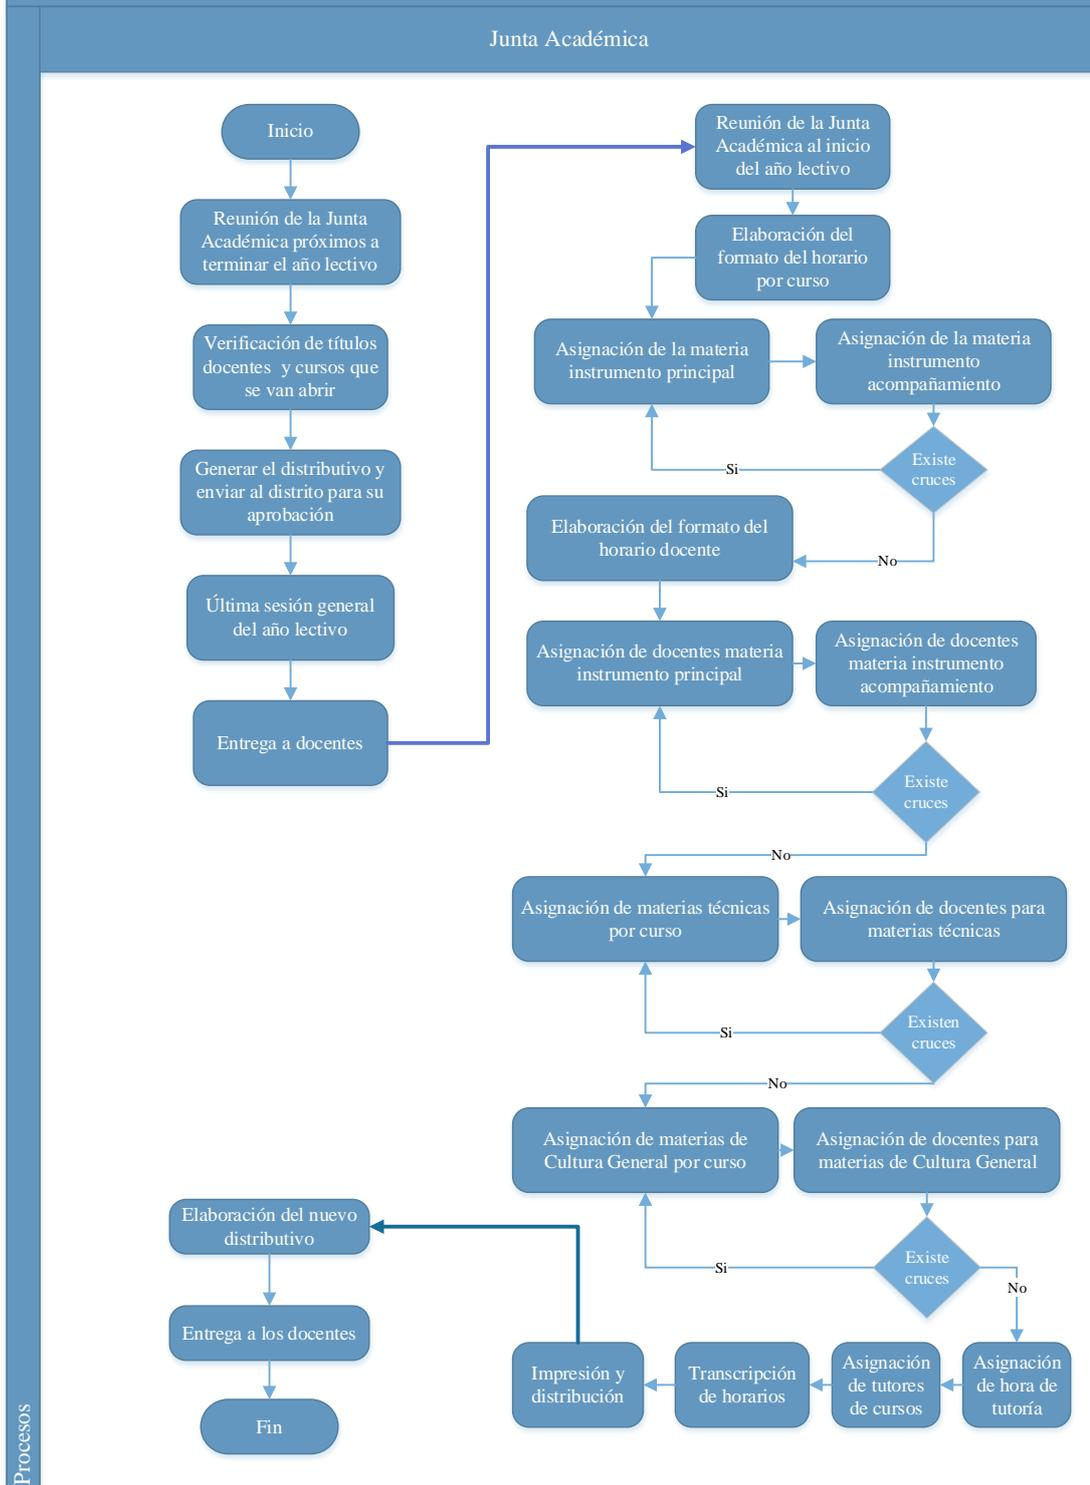 Junta Académica
Procesos
Inicio
Reunión de la Junta
Académica próximos a
terminar el año lectivo
Verificación de títulos
docentes y cursos que
se van abrir
Generar el distributivo y
enviar al distrito para su
aprobación
Última sesión general
del año lectivo
Entrega a docentes
Reunión de la Junta
Académica al inicio
del año lectivo
Elaboración del
formato del horario
por curso
Asignación de la materia
instrumento principal
Asignación de la materia
instrumento
acompañamiento
Existe
cruces
Si
No
Elaboración del formato del
horario docente
Asignación de docentes materia
instrumento principal
Asignación de docentes
materia instrumento
acompañamiento
Existe
cruces
Si
No
Asignación de materias técnicas
por curso
Asignación de docentes para
materias técnicas
Existen
cruces
Si
No
Asignación de materias de
Cultura General por curso
Asignación de docentes para
materias de Cultura General
Existe
cruces
Si
No
Asignación
de hora de
tutoría
Asignación
de tutores
de cursos
Transcripción
de horarios
Impresión y
distribución
Elaboración del nuevo
distributivo
Entrega a los docentes
Fin